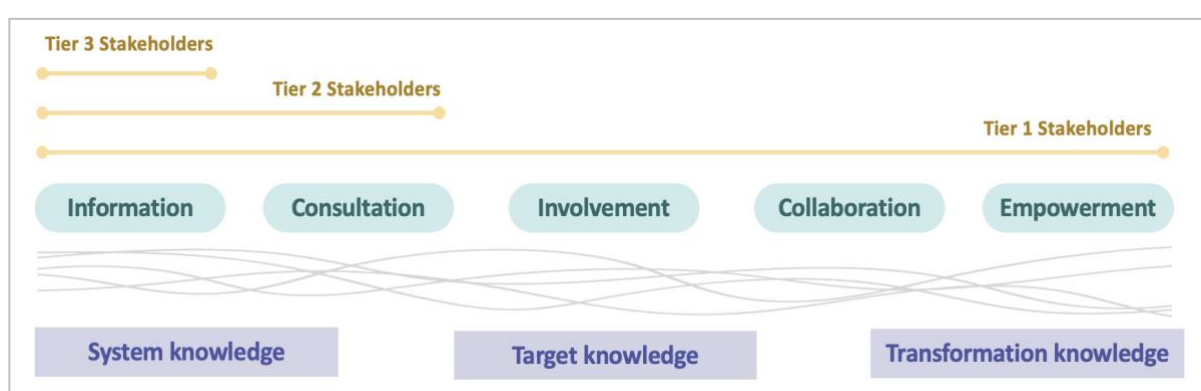 Tier 3 Stakeholders
Tier 2 Stakeholders
Tier 1 Stakeholders
Information
Consultation
Involvement
Collaboration
Empowerment
System knowledge
Target knowledge
Transformation knowledge